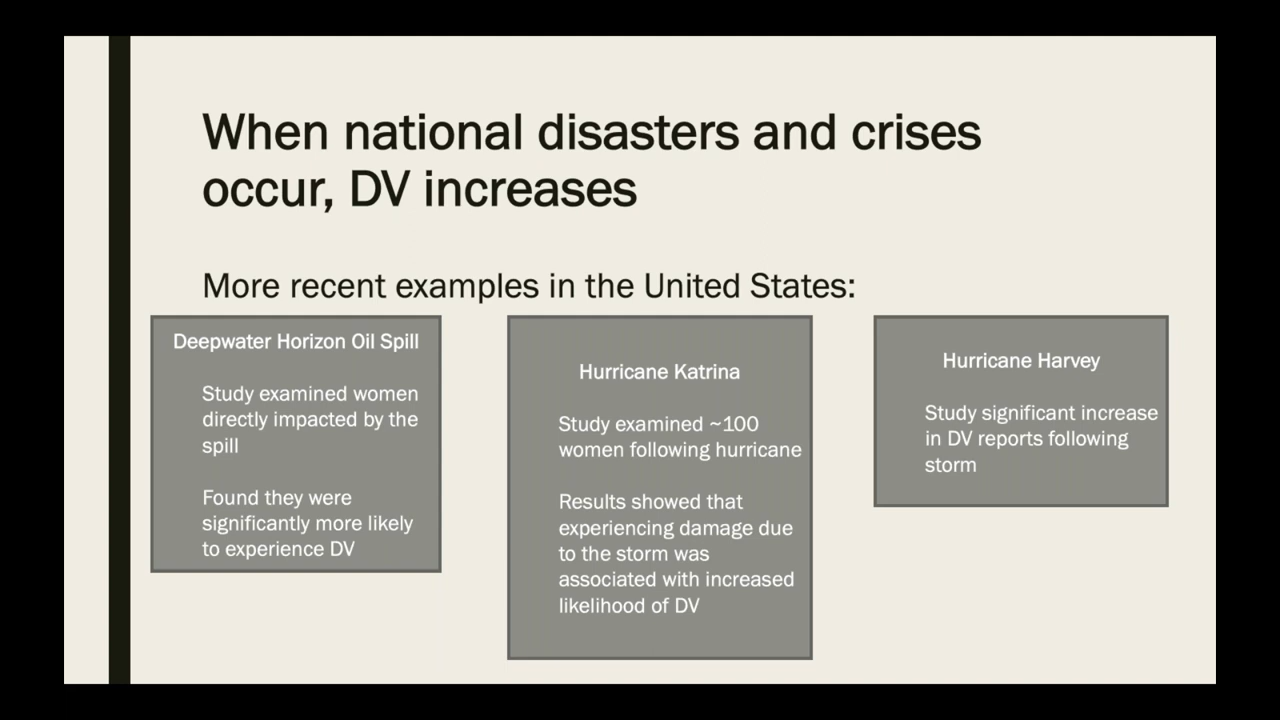 When national disasters and crises
occur, DV increases
More recent examples in the United States:
Deepwater Horizon Oil Spill
Study examined women
directly impacted by the
spill
Found they were
significantly more likely
to experience DV
Hurricane Katrina
Study examined ~100
women following hurricane
Results showed that
experiencing damage due
to the storm was
associated with increased
likelihood of DV
Hurricane Harvey
Study significant increase
in DV reports following
storm